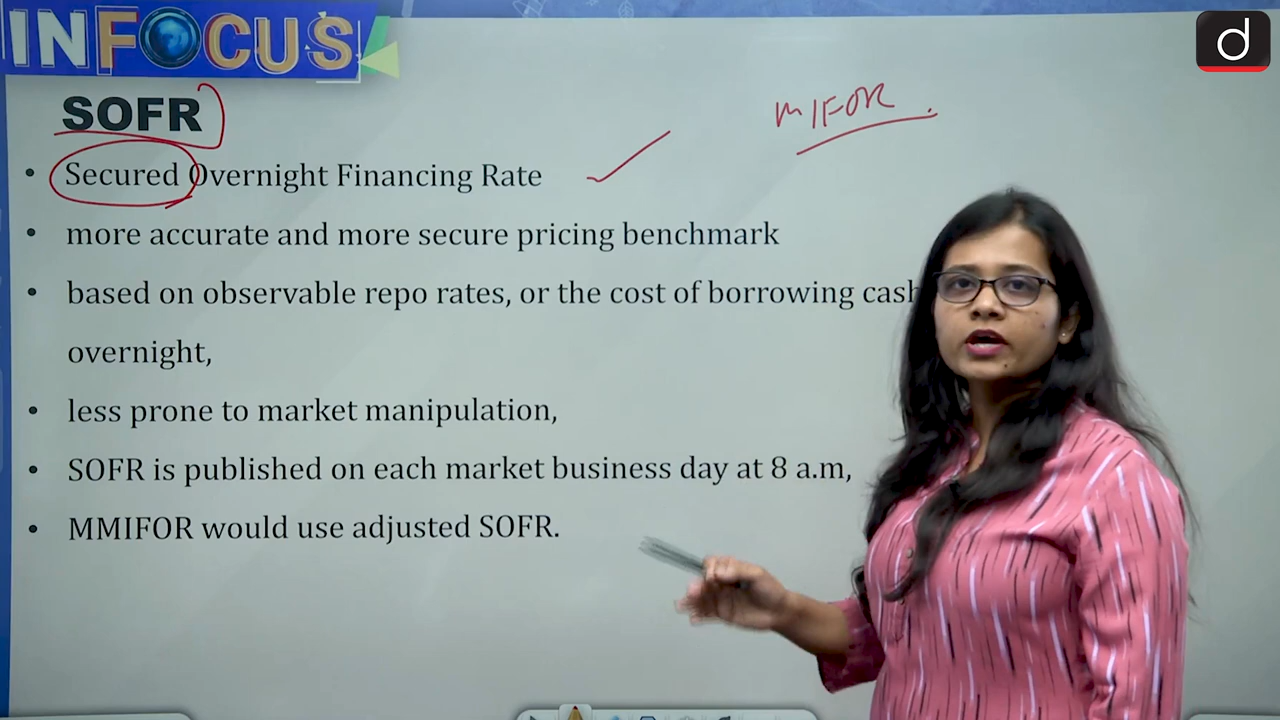 INFOCUS
d
SOFR
MIFOR
• Secured Overnight Financing Rate
• more accurate and more secure pricing benchmark
• based on observable repo rates, or the cost of borrowing cash
overnight,
• less prone to market manipulation,
• SOFR is published on each market business day at 8 a.m,
• MMIFOR would use adjusted SOFR.